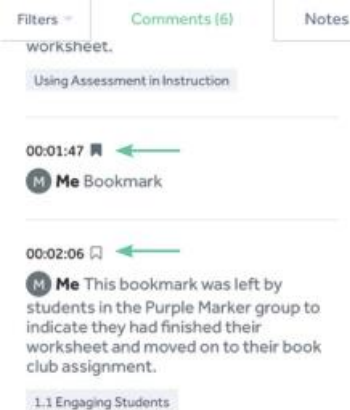 Filters Comments (6) Notes
worksheet.
Using Assessment in Instruction
00:01:47
M Me Bookmark
00:02:06
M Me This bookmark was left by
students in the Purple Marker group to
indicate they had finished their
worksheet and moved on to their book
club assignment.
1.1 Engaging Students